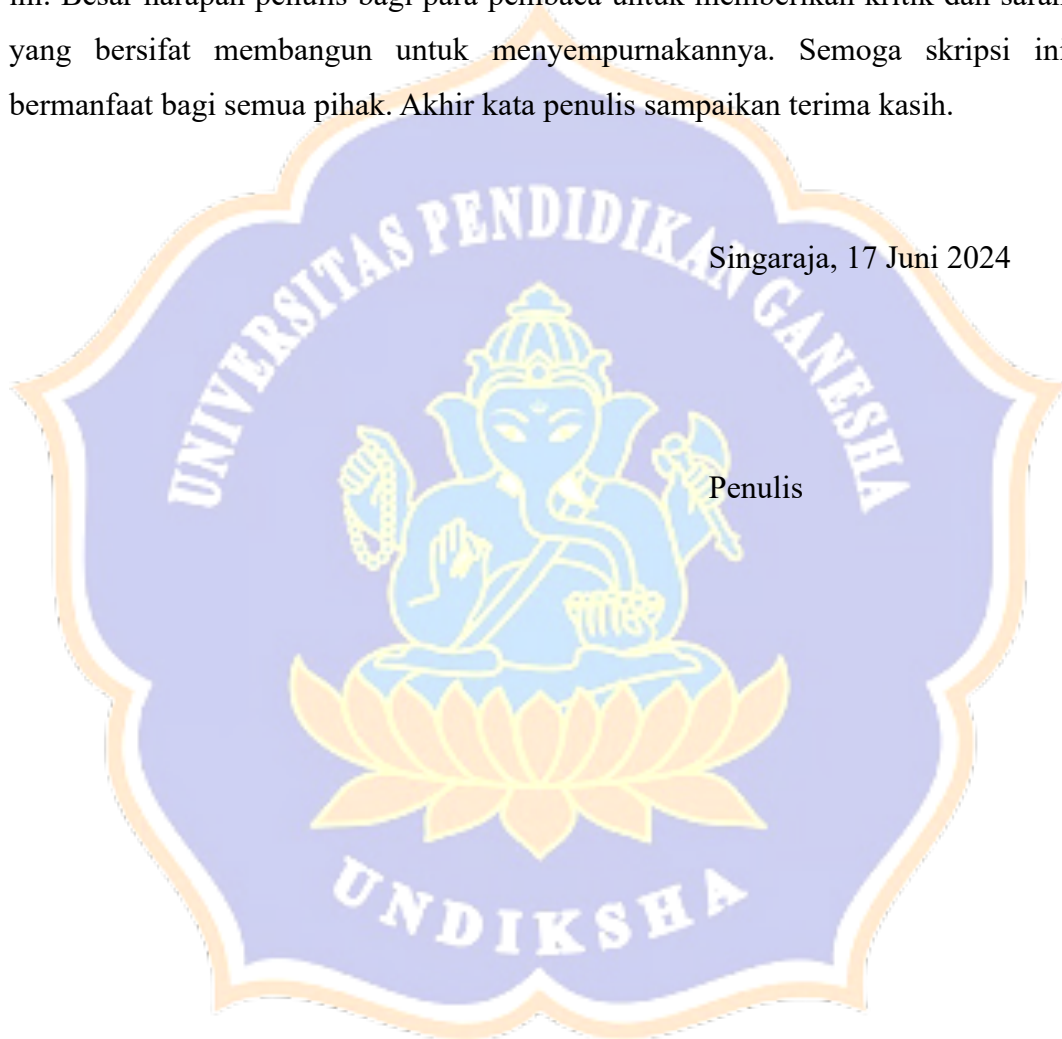 ini. Besar harapan penulis bagi para pembaca untuk memberikan kritik dan saran
yang bersifat membangun untuk menyempurnakannya. Semoga skripsi ini
bermanfaat bagi semua pihak. Akhir kata penulis sampaikan terima kasih.
UNIVERSITAS PENDIDIKAN GANESHA
Singaraja, 17 Juni 2024
Penulis
UNDIKSHA